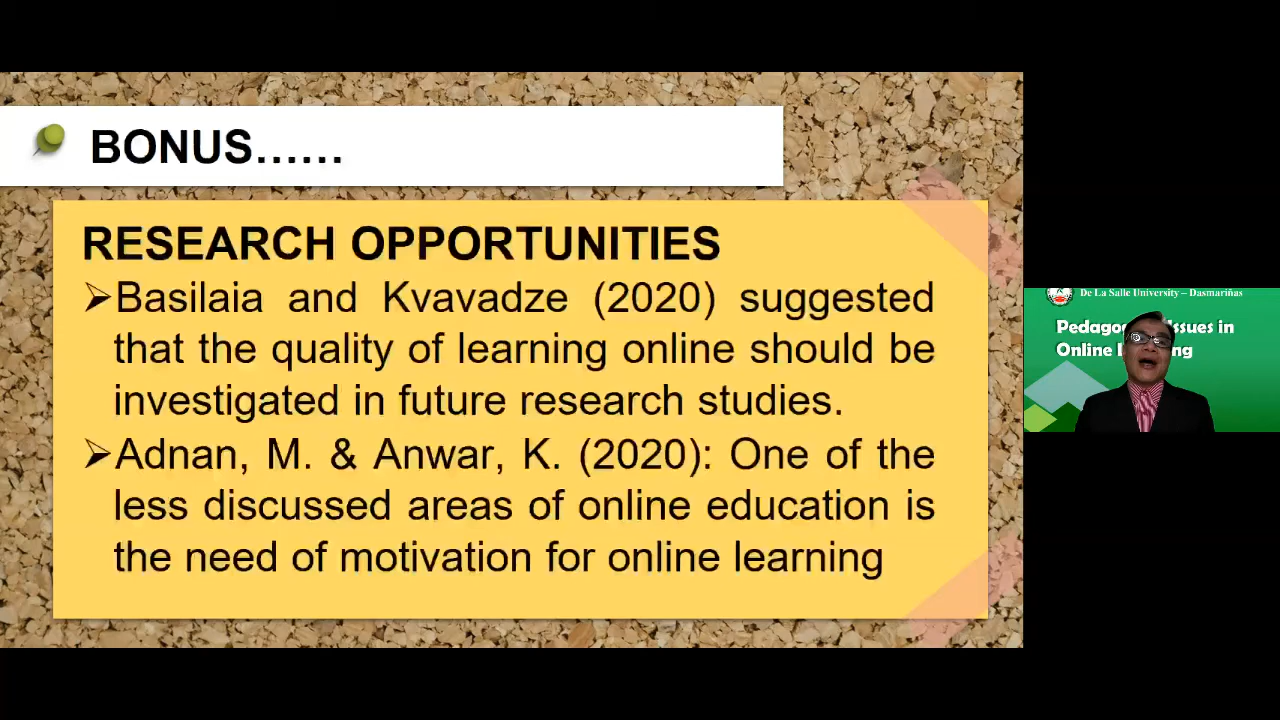 BONUS......
RESEARCH OPPORTUNITIES
➢Basilaia and Kvavadze (2020) suggested
that the quality of learning online should be
investigated in future research studies.
➢Adnan, M. & Anwar, K. (2020): One of the
less discussed areas of online education is
the need of motivation for online learning
De La Salle University – Dasmariñas
Issues in
Online